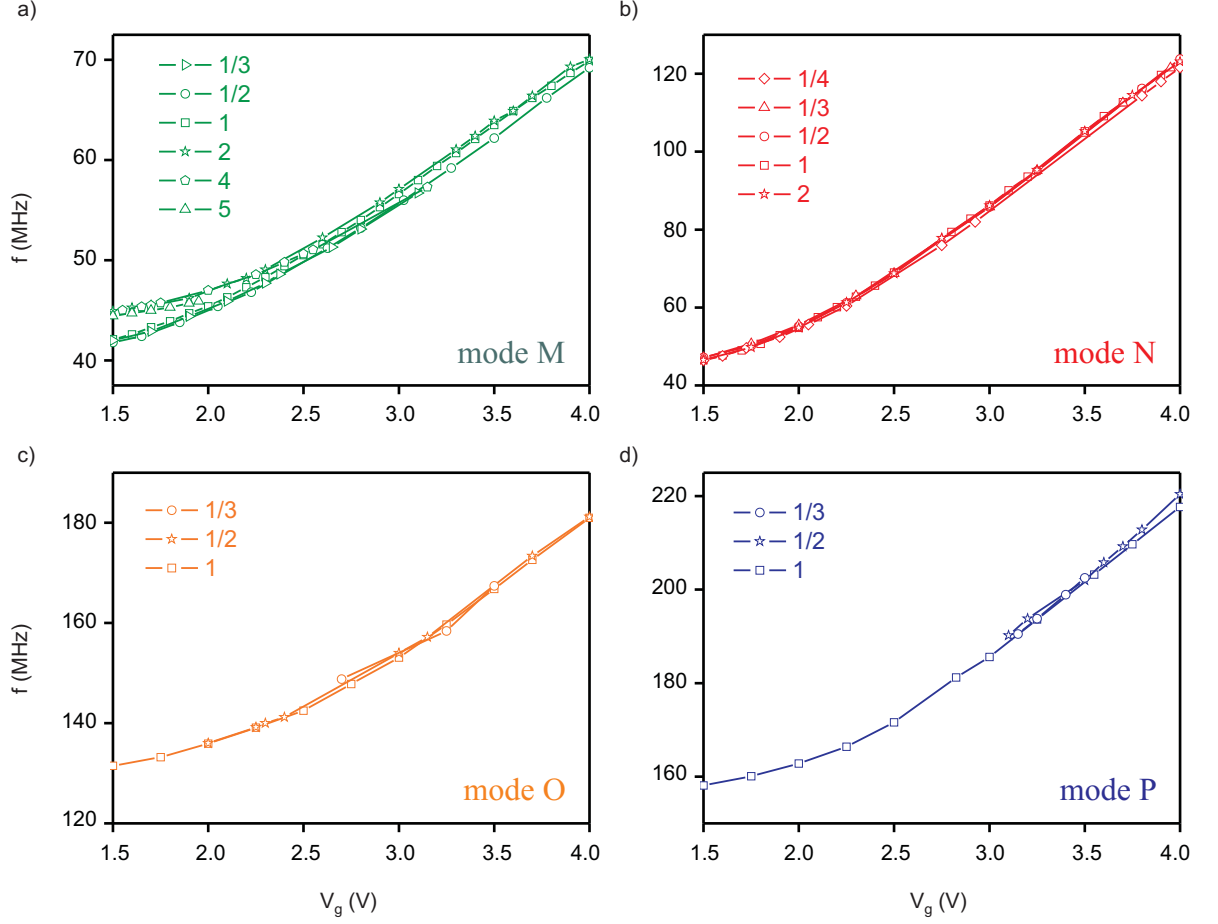 a)
f (MHz)
70
60
50
40
1/3
1/2
1
2
4
5
mode M
1.5 2.0 2.5 3.0 3.5 4.0
b)
120
100
80
60
40
1/4
1/3
1/2
1
2
mode N
1.5 2.0 2.5 3.0 3.5 4.0
c)
f (MHz)
180
160
140
120
1/3
1/2
1
mode O
1.5 2.0 2.5 3.0 3.5 4.0
Vg (V)
d)
220
200
180
160
1/3
1/2
1
mode P
1.5 2.0 2.5 3.0 3.5 4.0
Vg (V)